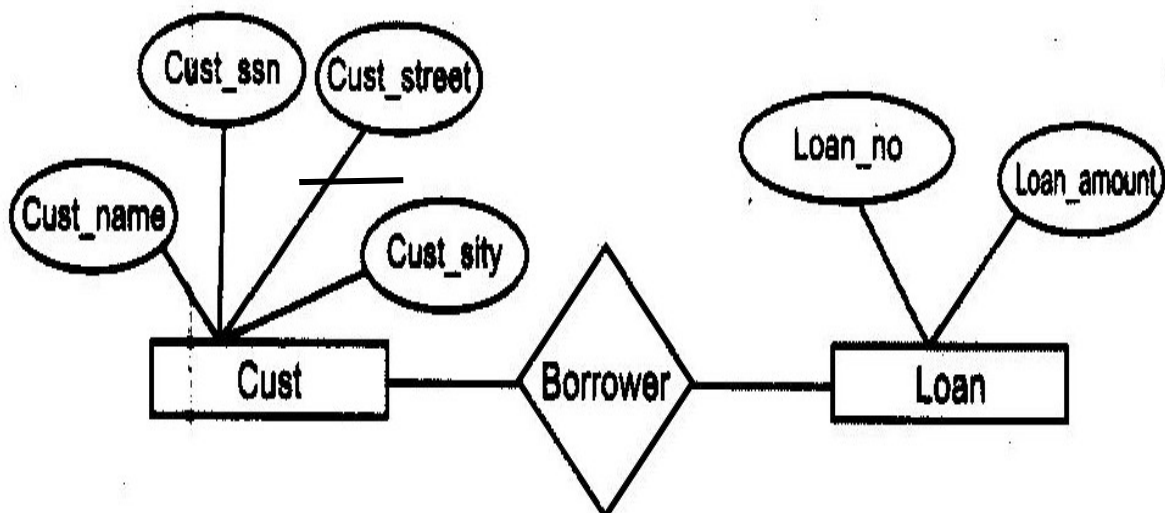 Cust_ssn
Cust_street
Cust_name
Cust_sity
Loan_no
Loan_amount
Cust
Borrower
Loan